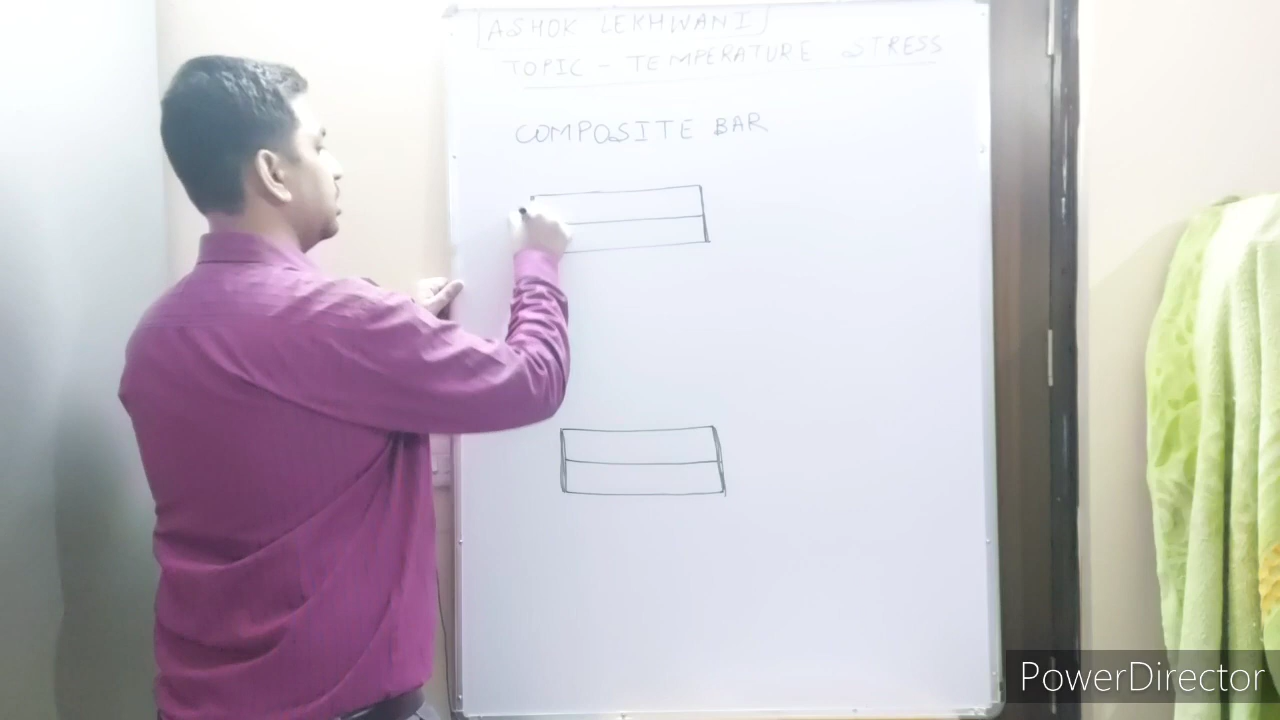 ASHOK LEKHWANI
TOPIC - TEMPERATURE STRESS
COMPOSITE BAR
PowerDirector